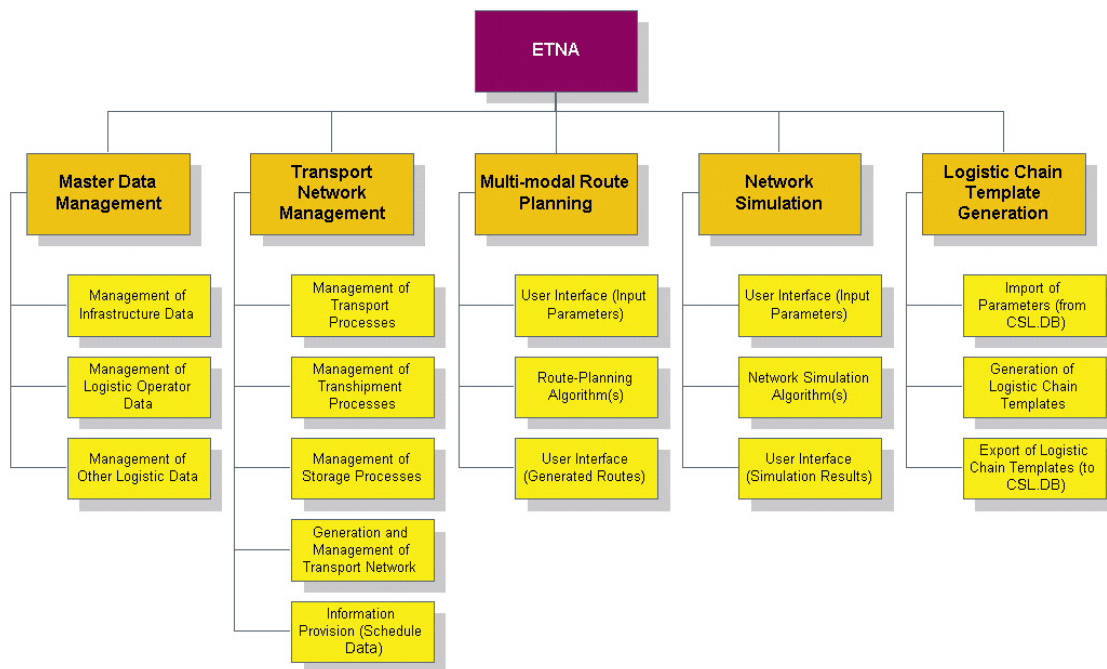 ETNA
Master Data
Management
Transport
Network
Management
Multi-modal Route
Planning
Network
Simulation
Logistic Chain
Template
Generation
Management of
Infrastructure Data
Management of
Logistic Operator
Data
Management of
Other Logistic Data
Management of
Transport
Processes
Management of
Transhipment
Processes
Management of
Storage Processes
Generation and
Management of
Transport Network
Information
Provision (Schedule
Data)
User Interface (Input
Parameters)
Route-Planning
Algorithm(s)
User Interface
(Generated Routes)
User Interface (Input
Parameters)
Network Simulation
Algorithm(s)
User Interface
(Simulation Results)
Import of
Parameters (from
CSL.DB)
Generation of
Logistic Chain
Templates
Export of Logistic
Chain Templates (to
CSL.DB)